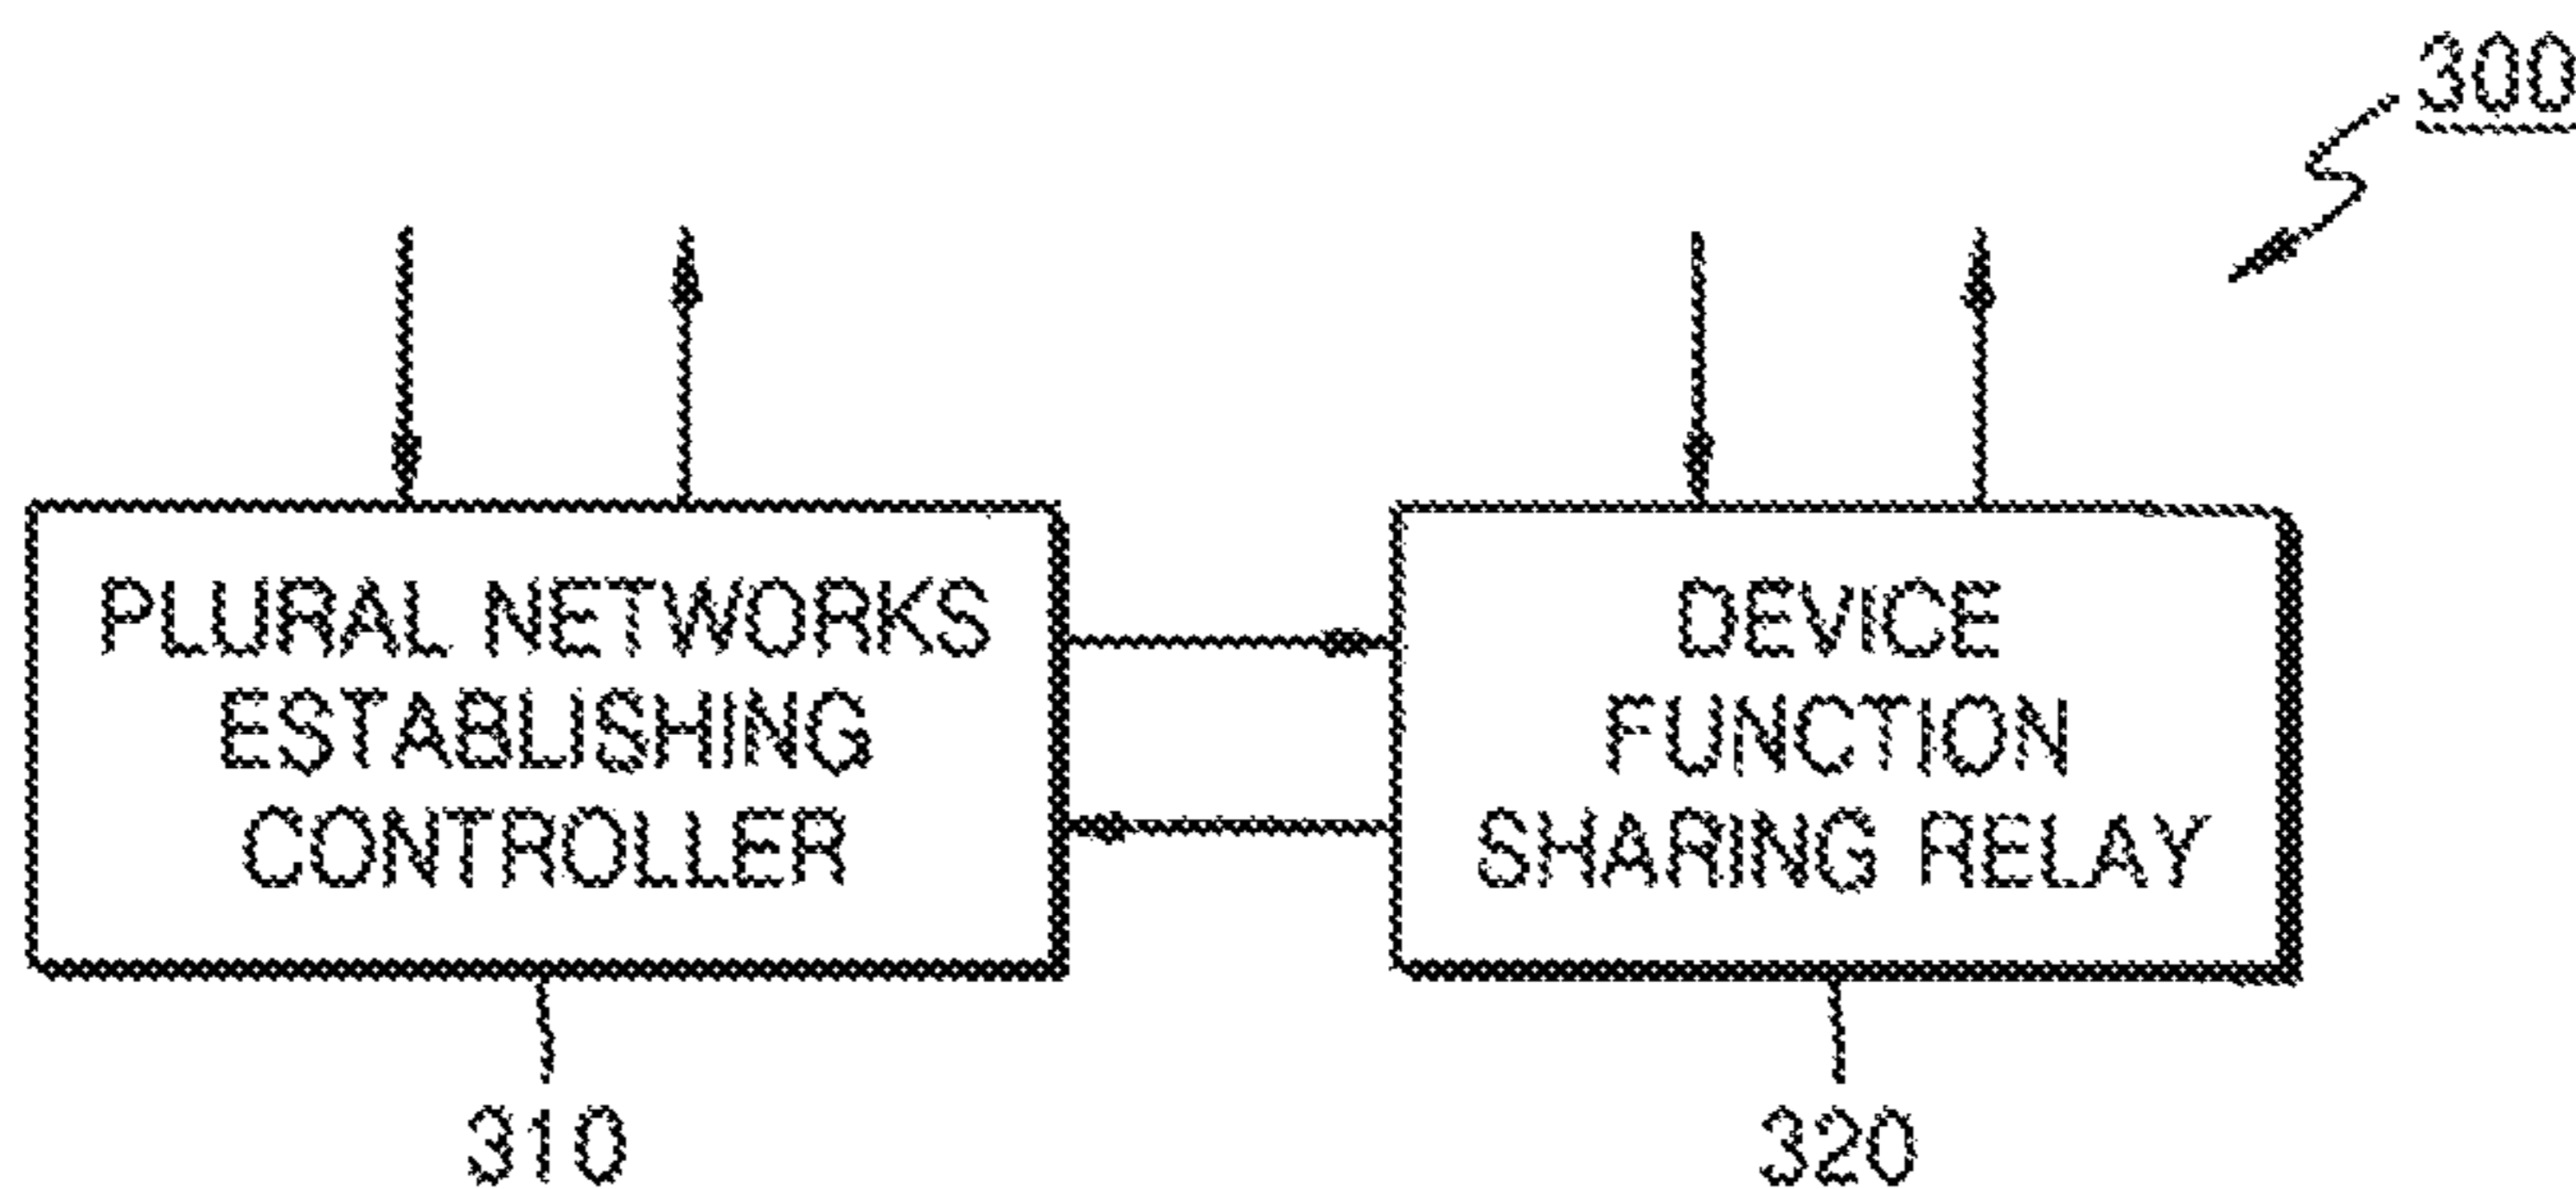 300
PLURAL NETWORKS
ESTABLISHING
CONTROLLER
DEVICE
FUNCTION
SHARING RELAY
310
320